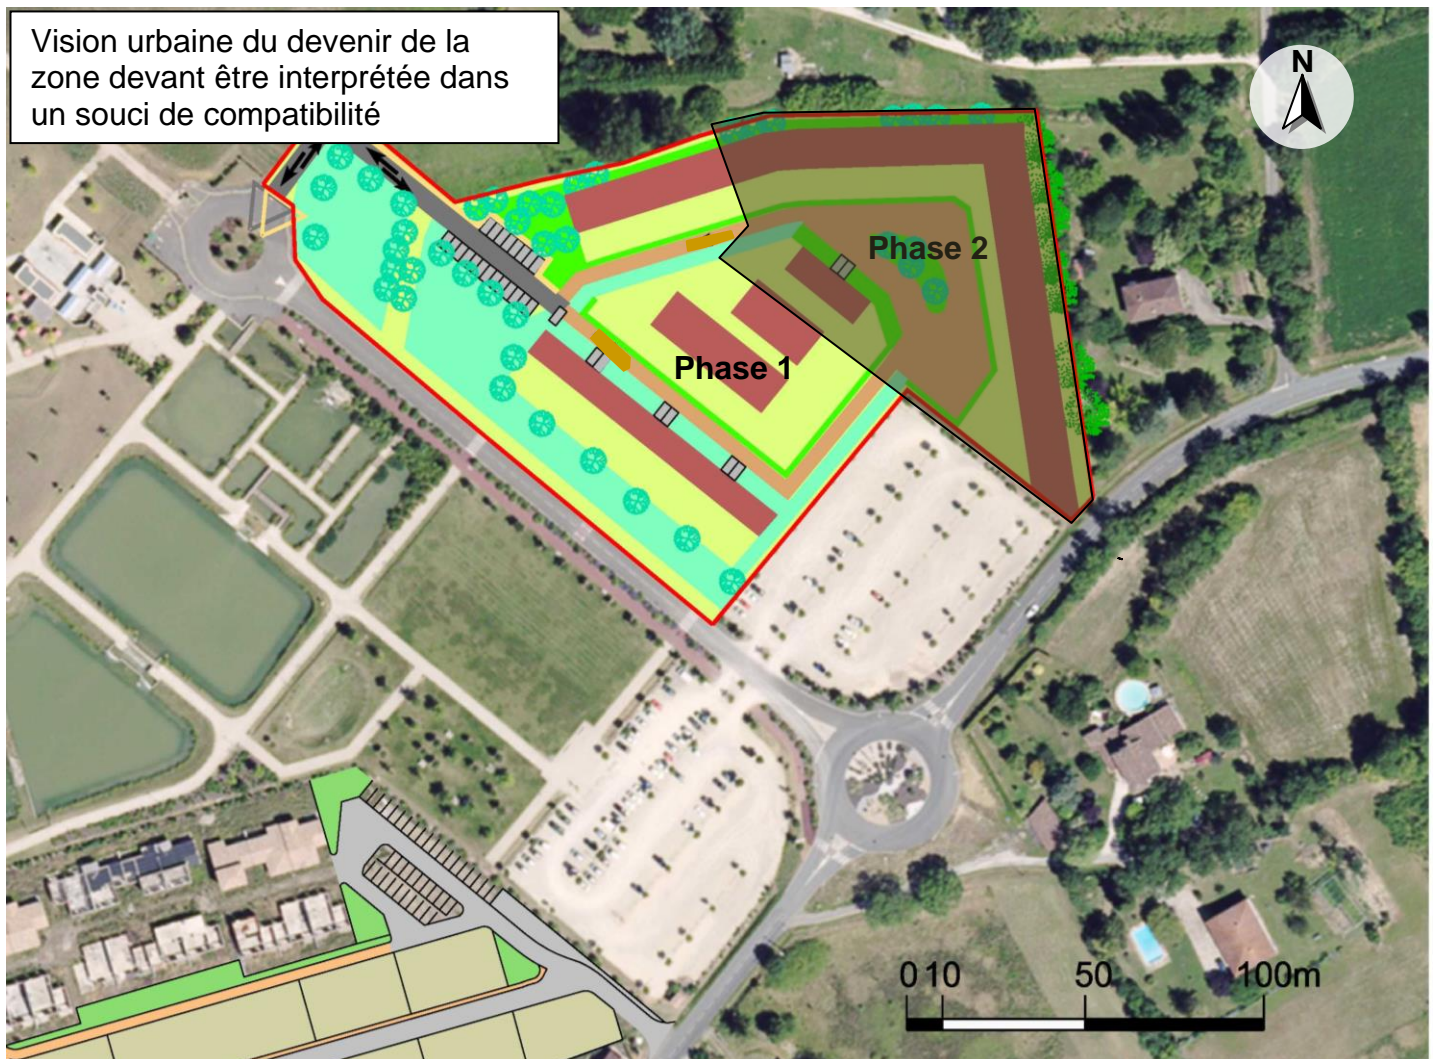 Vision urbaine du devenir de la
zone devant être interprétée dans
un souci de compatibilité
N
Phase 2
Phase 1
0 10 50 100m